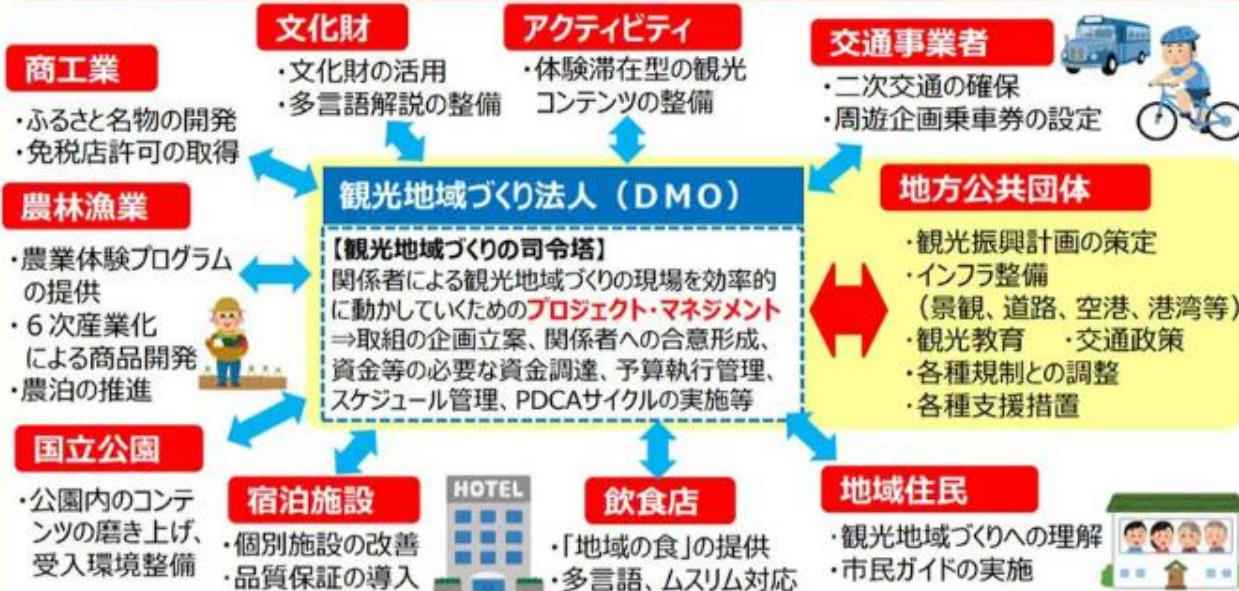 商工業
・ふるさと名物の開発
・免税店許可の取得
文化財
・文化財の活用
・多言語解説の整備
アクティビティ
・体験滞在型の観光
コンテンツの整備
交通事業者
・二次交通の確保
・周遊企画乗車券の設定
農林漁業
・農業体験プログラム
の提供
・6次産業化
による商品開発
・農泊の推進
観光地域づくり法人（DMO）
【観光地域づくりの司令塔】
関係者による観光地域づくりの現場を効率的
に動かしていくためのプロジェクト・マネジメント
⇒取組の企画立案、関係者への合意形成、
資金等の必要な資金調達、予算執行管理、
スケジュール管理、PDCAサイクルの実施等
地方公共団体
・観光振興計画の策定
・インフラ整備
（景観、道路、空港、港湾等）
・観光教育　・交通政策
・各種規制との調整
・各種支援措置
国立公園
・公園内のコンテ
ンツの磨き上げ、
受入環境整備
宿泊施設
・個別施設の改善
・品質保証の導入
HOTEL
飲食店
・「地域の食」の提供
・多言語、ムスリム対応
地域住民
・観光地域づくりへの理解
・市民ガイドの実施